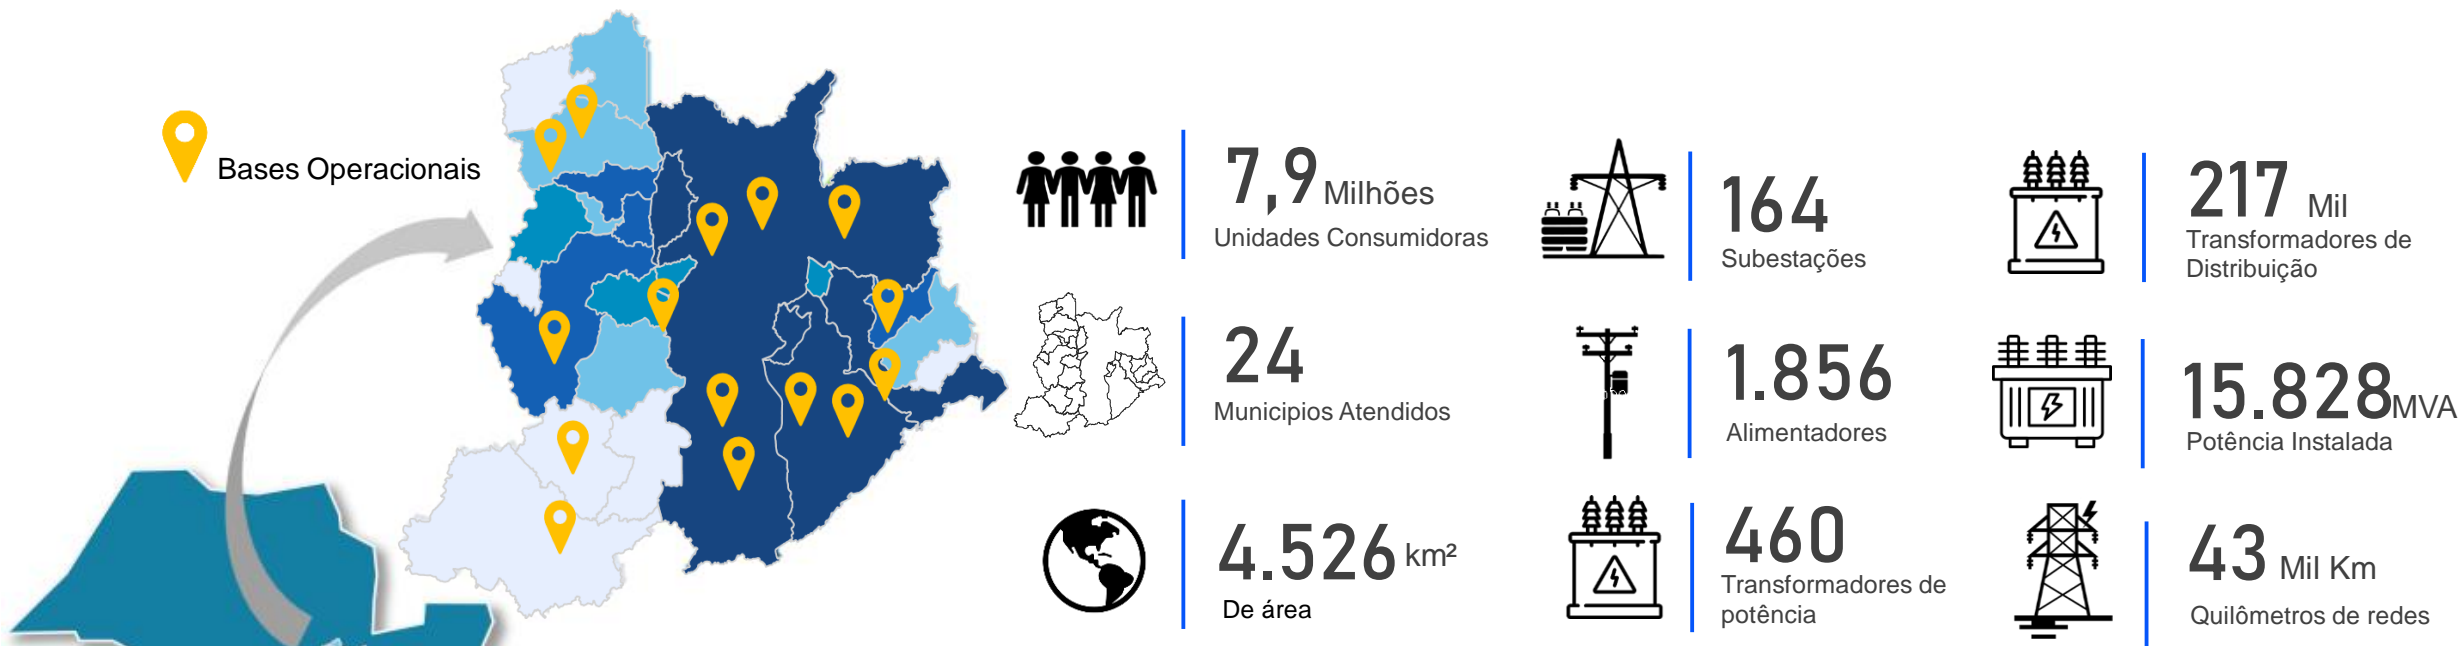 Bases Operacionais
7,9 Milhões
Unidades Consumidoras
24
Municipios Atendidos
4.526 km²
De área
164
Subestações
1.856
Alimentadores
460
Transformadores de
potência
217 Mil
Transformadores de
Distribuição
15.828 MVA
Potência Instalada
43 Mil Km
Quilômetros de redes